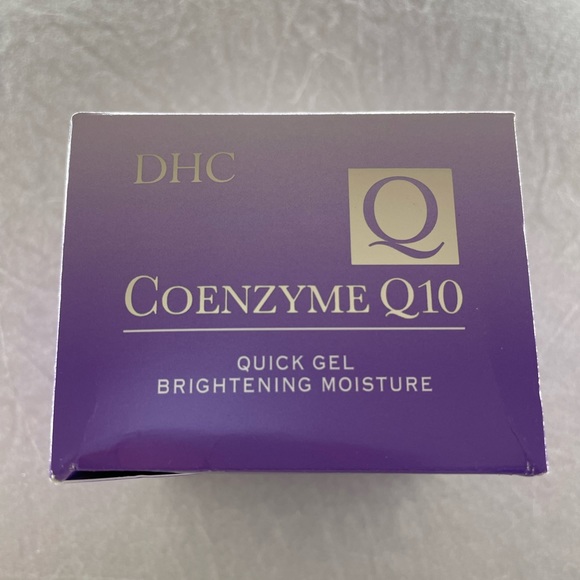 DHC
Q
COENZYME Q10
QUICK GEL
BRIGHTENING MOISTURE